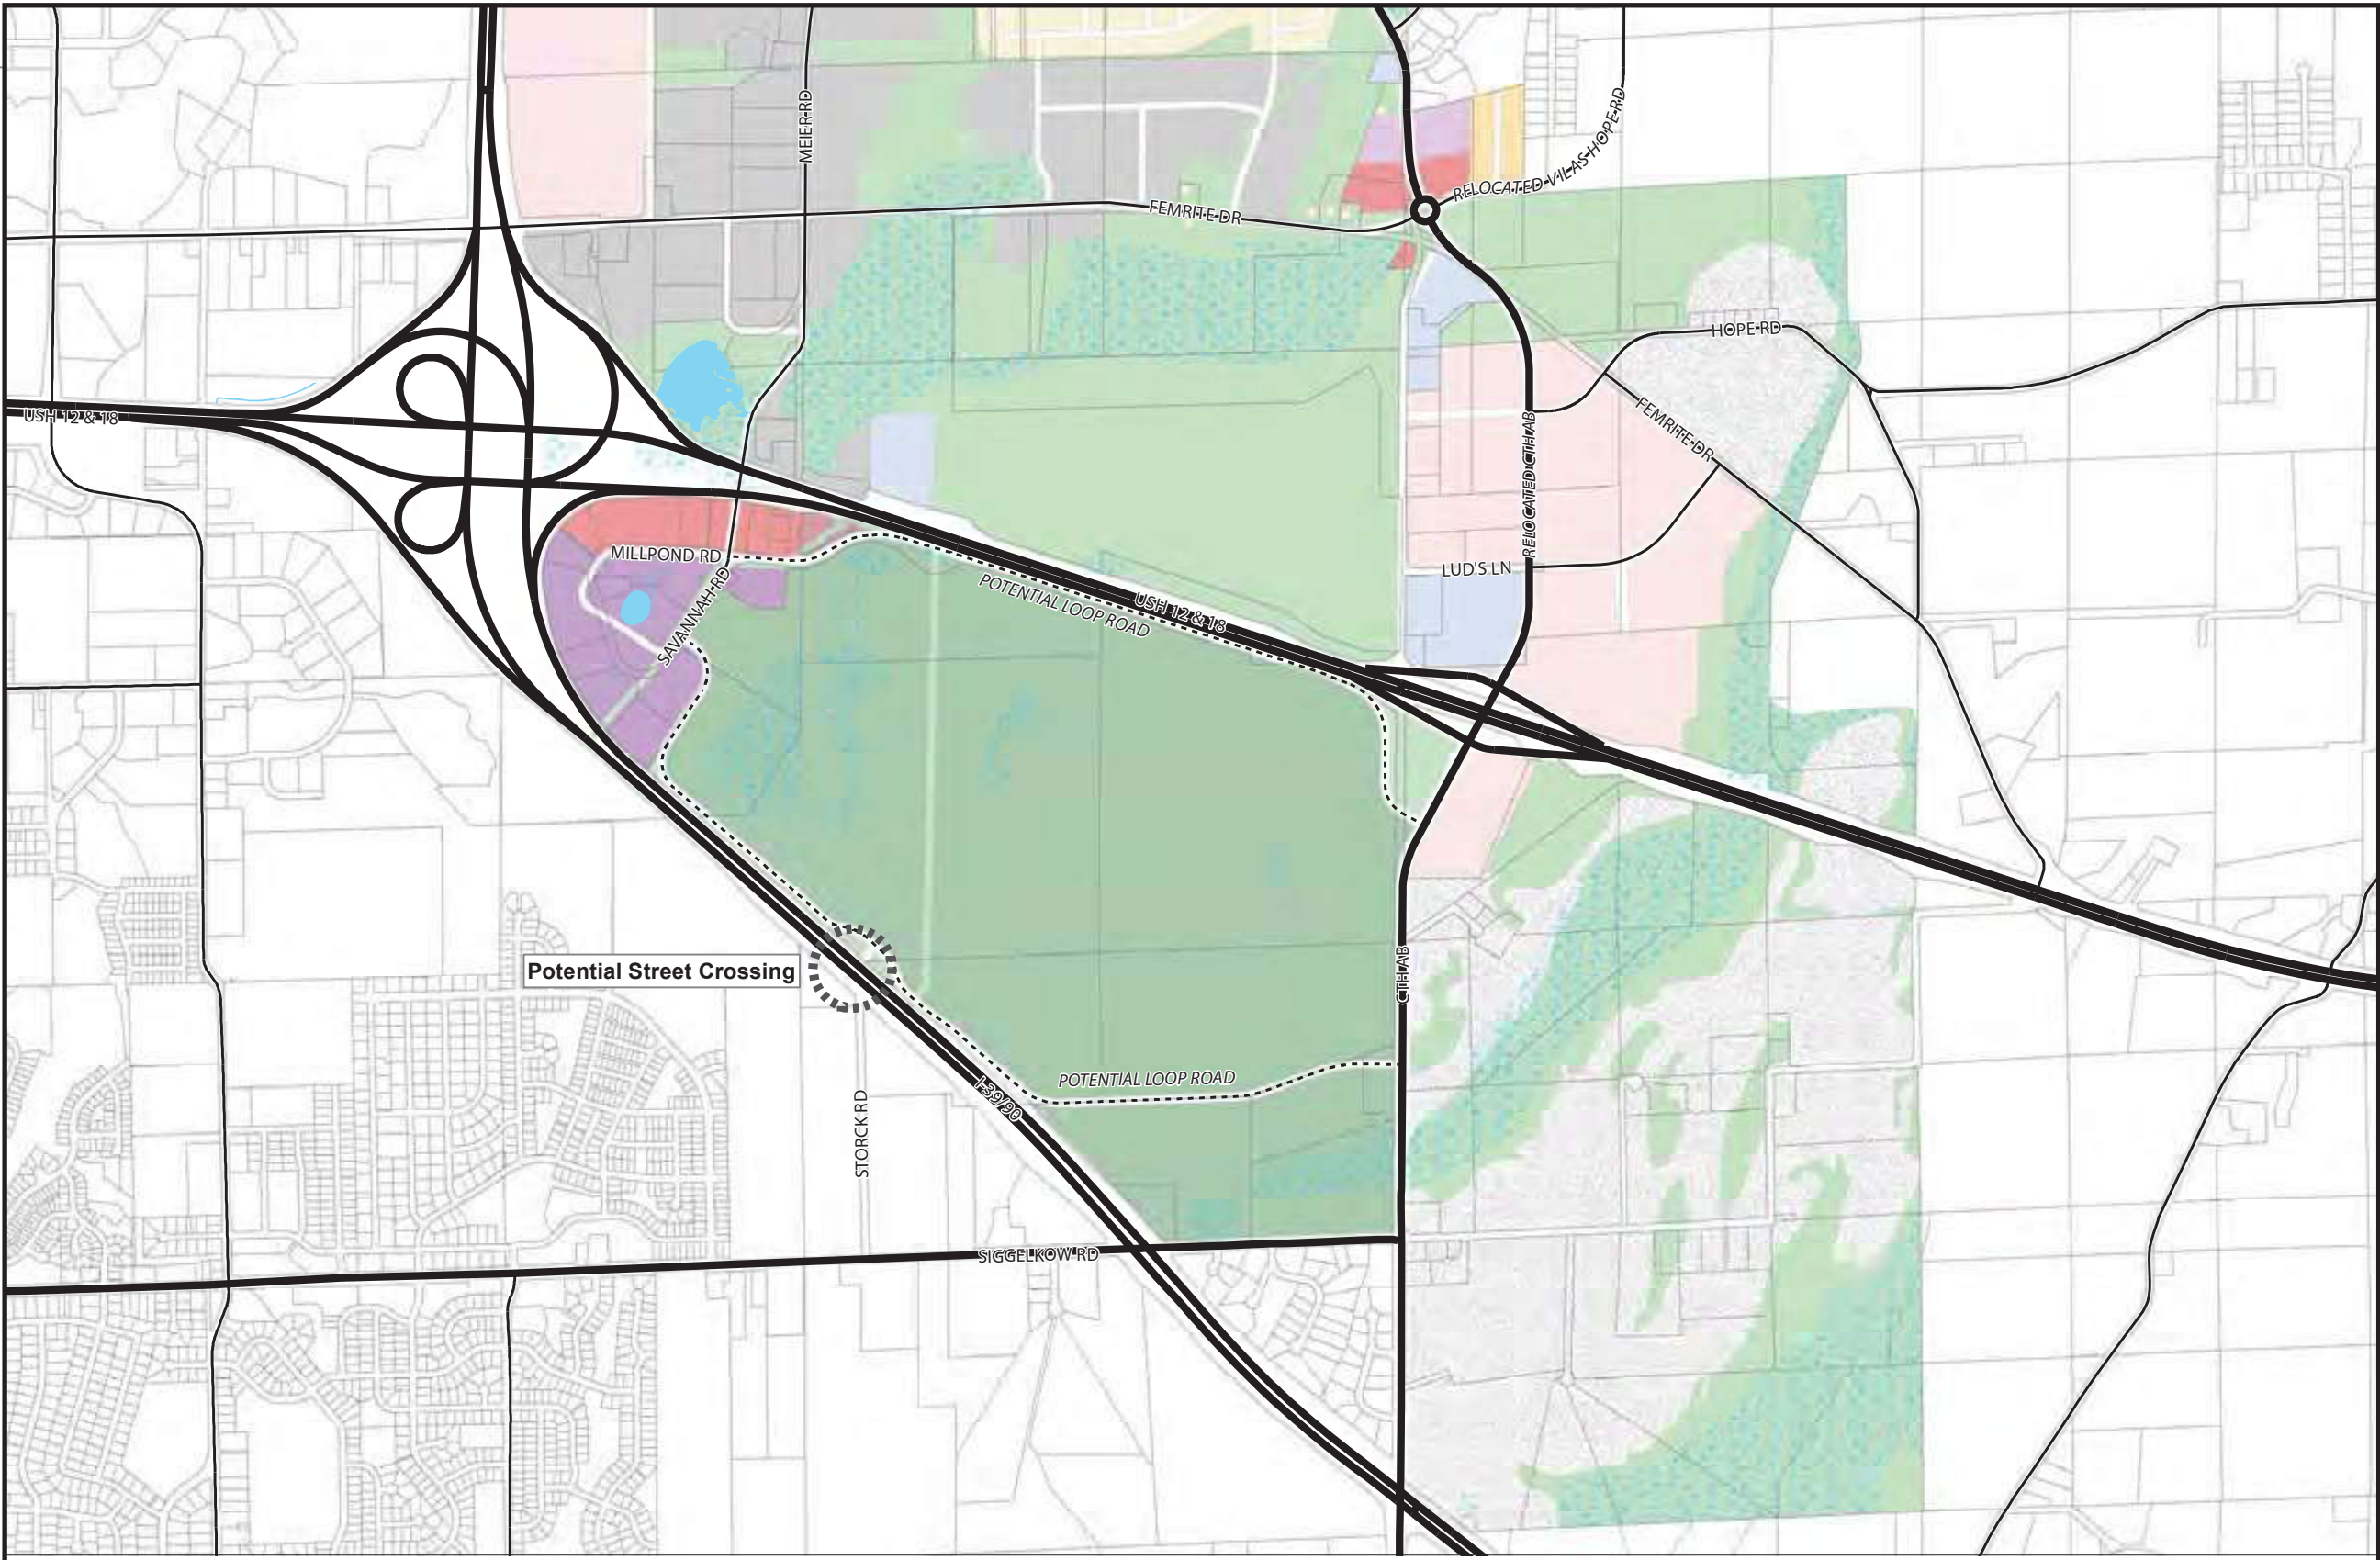 MEIER RD
RELOCATED VILAS-HOPE RD
FEMRITE DR
HOPE RD
USH 12 & 18
FEMRITE DR
RELOCATED CTH AB
MILLPOND RD
LUD'S LN
SAVANNAH RD
POTENTIAL LOOP ROAD
USH 12 & 18
Potential Street Crossing
CTH AB
POTENTIAL LOOP ROAD
I-39/90
STORCK RD
SIGGELKOW RD